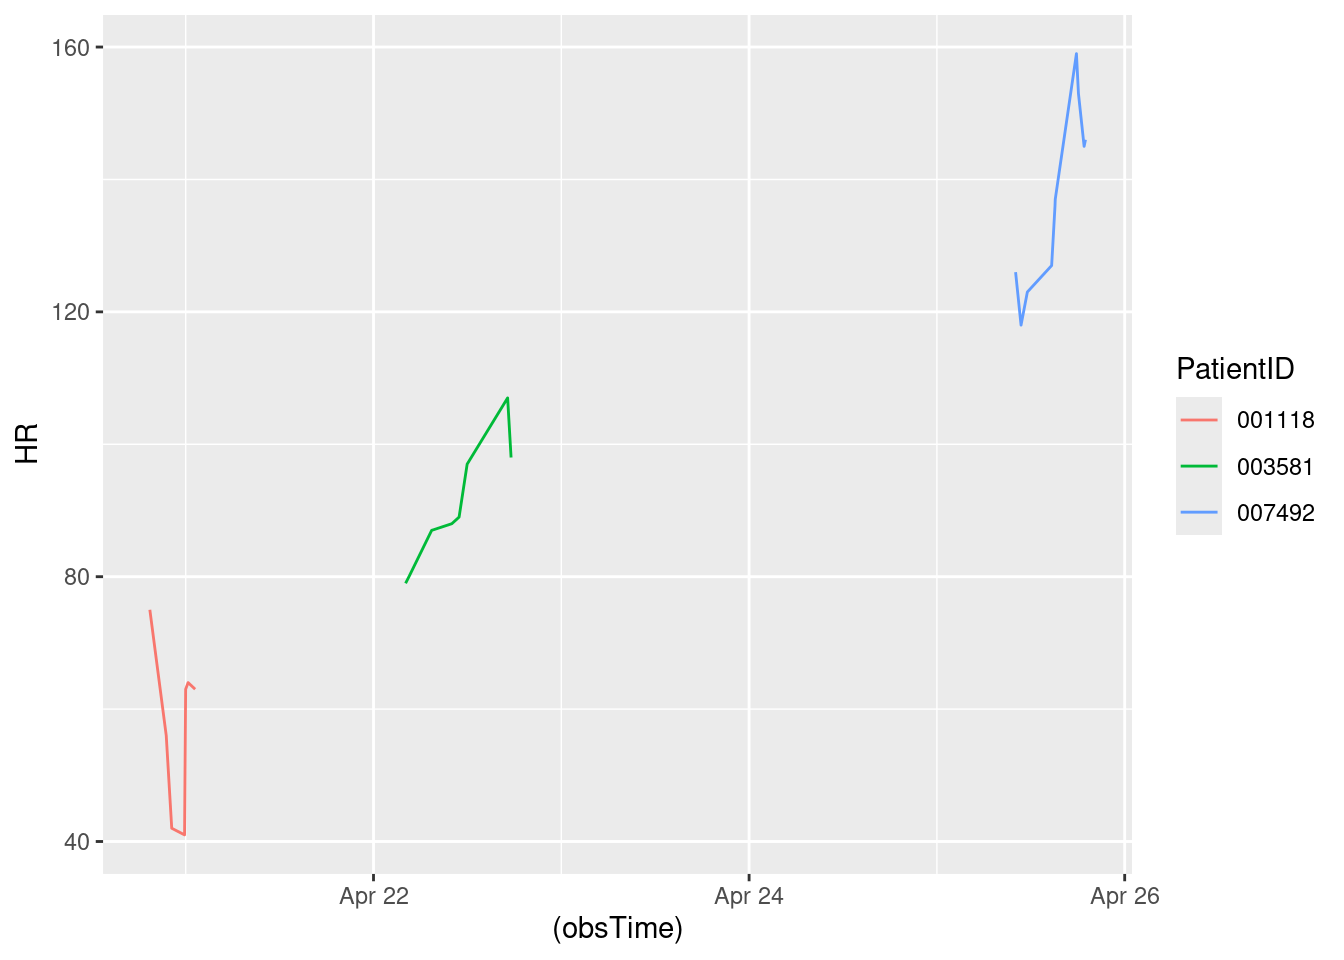 160
120
80
40
HR
Apr 22
Apr 24
Apr 26
(obsTime)
PatientID
001118
003581
007492